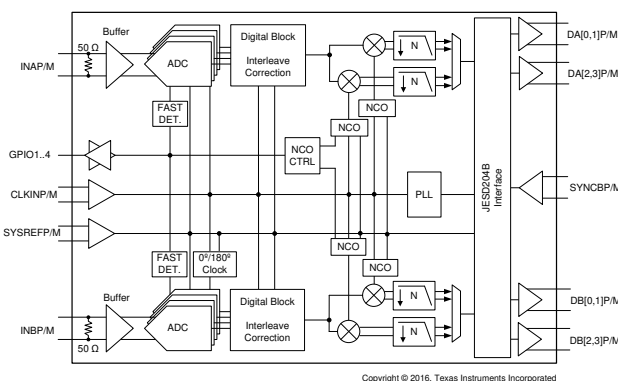 Buffer
50 Ω
INAP/M
ADC
Digital Block
Interleave
Correction
N
N
DA[0,1]P/M
DA[2,3]P/M
FAST
DET.
NCO
GPIO1..4
NCO
CTRL
NCO
CLKINP/M
PLL
JESD204B
Interface
SYNCBP/M
SYSREFP/M
NCO
FAST
DET.
0º/180º
Clock
NCO
Buffer
INBP/M
50 Ω
ADC
Digital Block
Interleave
Correction
N
N
DB[0,1]P/M
DB[2,3]P/M
Copyright © 2016, Texas Instruments Incorporated